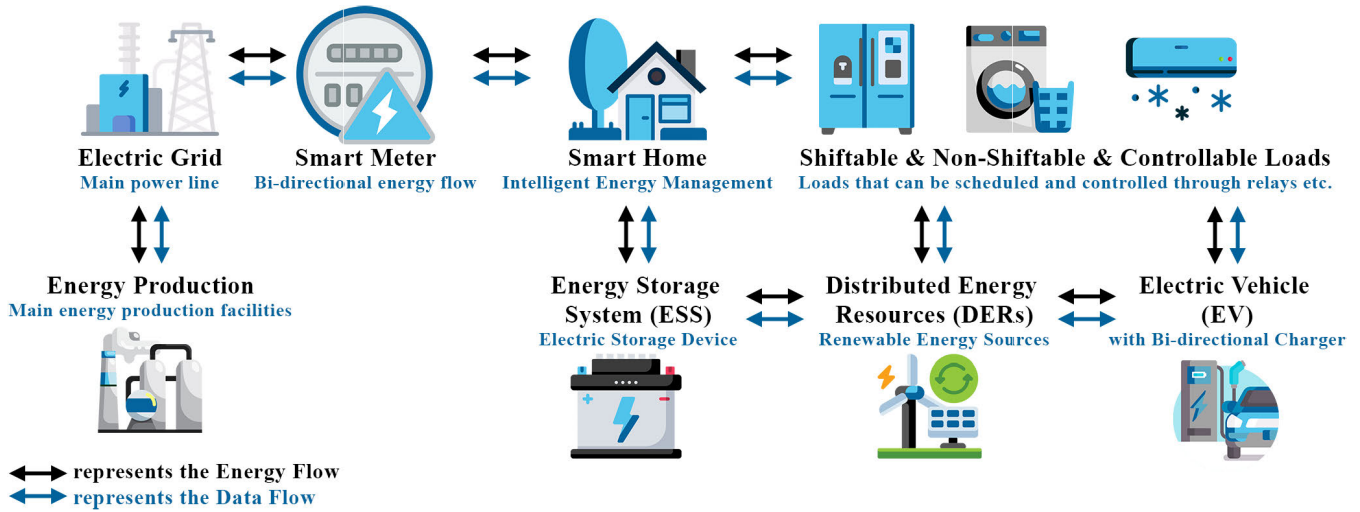 Electric Grid
Main power line
Smart Meter
Bi-directional energy flow
Smart Home
Intelligent Energy Management
Shiftable & Non-Shiftable & Controllable Loads
Loads that can be scheduled and controlled through relays etc.
Energy Production
Main energy production facilities
Energy Storage
System (ESS)
Electric Storage Device
Distributed Energy
Resources (DERs)
Renewable Energy Sources
Electric Vehicle
(EV)
with Bi-directional Charger
represents the Energy Flow
represents the Data Flow